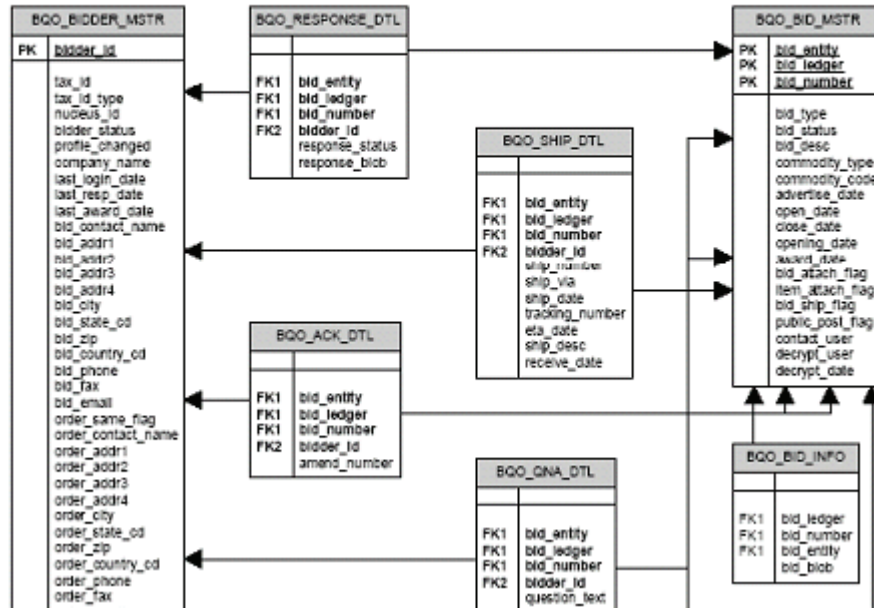 BQO_BIDDER_MSTR
PK bidder_id
tax_id
tax_id_type
nucleus_id
bidder_status
profile_changed
company_name
last_login_date
last_resp_date
last_award_date
bid_contact_name
bid_addr1
bid_addr2
bid_addr3
bid_addr4
bid_city
bid_state_cd
bid_zip
bid_country_cd
bid_phone
bid_fax
bid_email
order_same_flag
order_contact_name
order_addr1
order_addr2
order_addr3
order_addr4
order_city
order_state_cd
order_zip
order_country_cd
order_phone
order_fax
BQO_RESPONSE_DTL
FK1 bid_entity
FK1 bid_ledger
FK1 bid_number
FK2 bidder_id
response_status
response_blob
BQO_SHIP_DTL
FK1 bid_entity
FK1 bid_ledger
FK1 bid_number
FK2 bidder_id
ship_number
ship_via
ship_date
tracking_number
eta_date
ship_desc
receive_date
BQO_ACK_DTL
FK1 bid_entity
FK1 bid_ledger
FK1 bid_number
FK2 bidder_id
amend_number
BQO_QNA_DTL
FK1 bid_entity
FK1 bid_ledger
FK1 bid_number
FK2 bidder_id
question_text
BQO_BID_MSTR
PK bid_entity
PK bid_ledger
PK bid_number
bid_type
bid_status
bid_desc
commodity_type
commodity_code
advertise_date
open_date
close_date
opening_date
award_date
bid_attach_flag
item_attach_flag
bid_ship_flag
public_post_flag
contact_user
decrypt_user
decrypt_date
BQO_BID_INFO
FK1 bid_ledger
FK1 bid_number
FK1 bid_entity
bid_blob